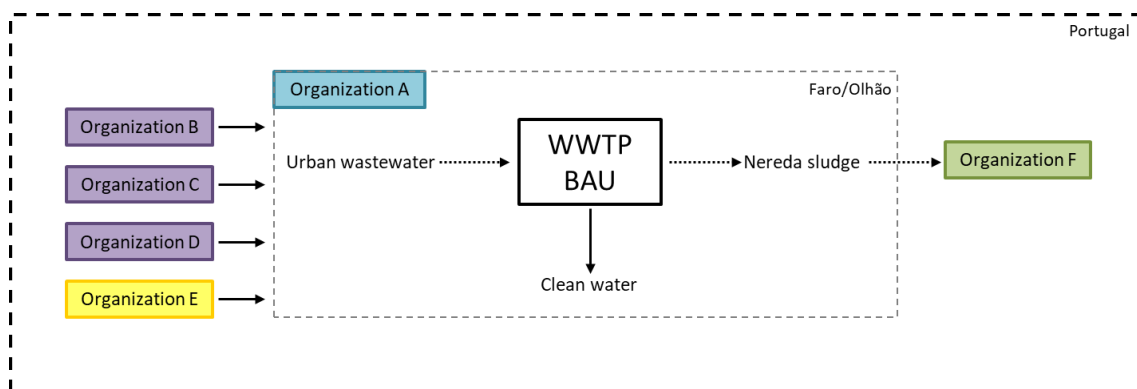 Portugal
Organization A
Faro/Olhão
Organization B
Organization C
Organization D
Organization E
Urban wastewater
WWTP
BAU
Nereda sludge
Organization F
Clean water